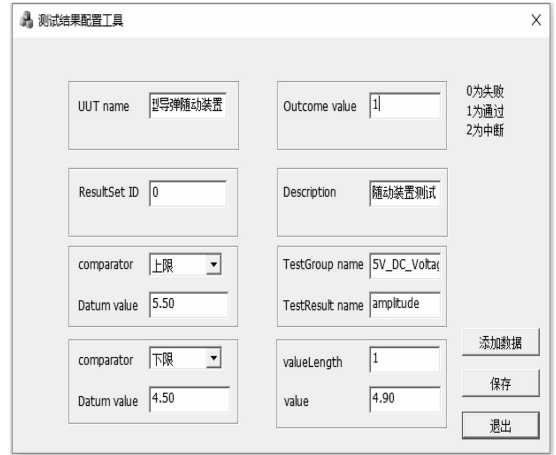 测试结果配置工具
UUT name 型导弹随动装置
Outcome value 1
0为失败
1为通过
2为中断
ResultSet ID 0
Description 随动装置测试
comparator 上限
TestGroup name 5V_DC_Voltag
Datum value 5.50
TestResult name amplitude
添加数据
comparator 下限
valueLength 1
保存
Datum value 4.50
value 4.90
退出